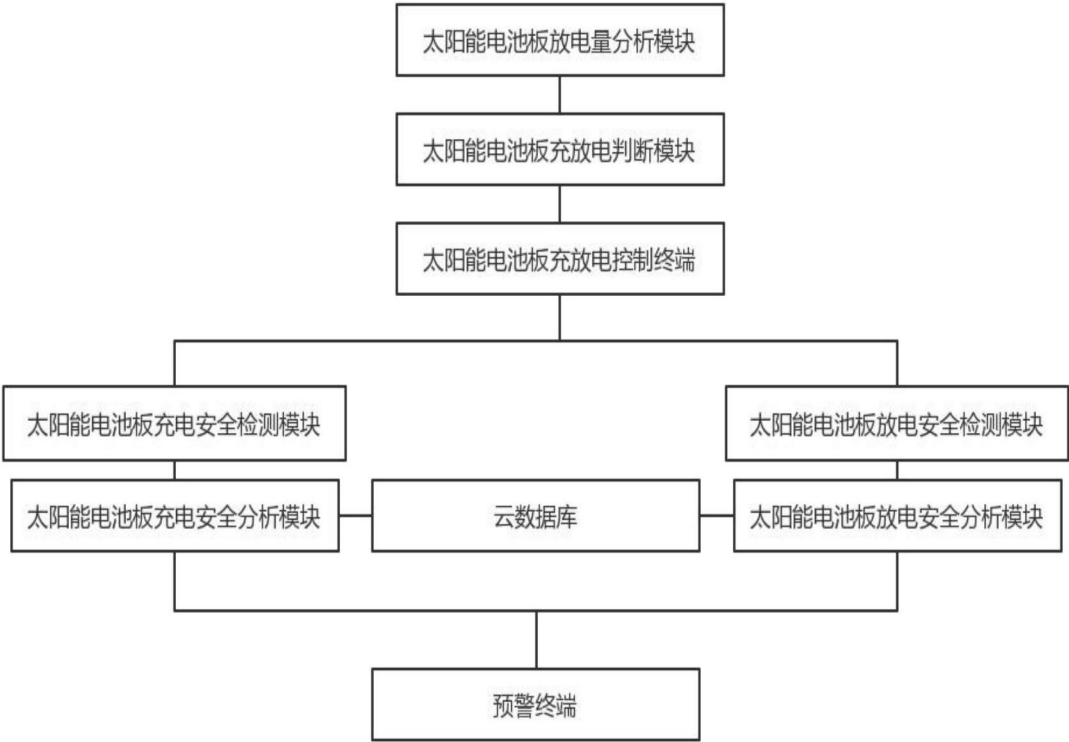 太阳能电池板放电量分析模块
太阳能电池板充放电判断模块
太阳能电池板充放电控制终端
太阳能电池板充电安全检测模块
太阳能电池板放电安全检测模块
太阳能电池板充电安全分析模块
云数据库
太阳能电池板放电安全分析模块
预警终端